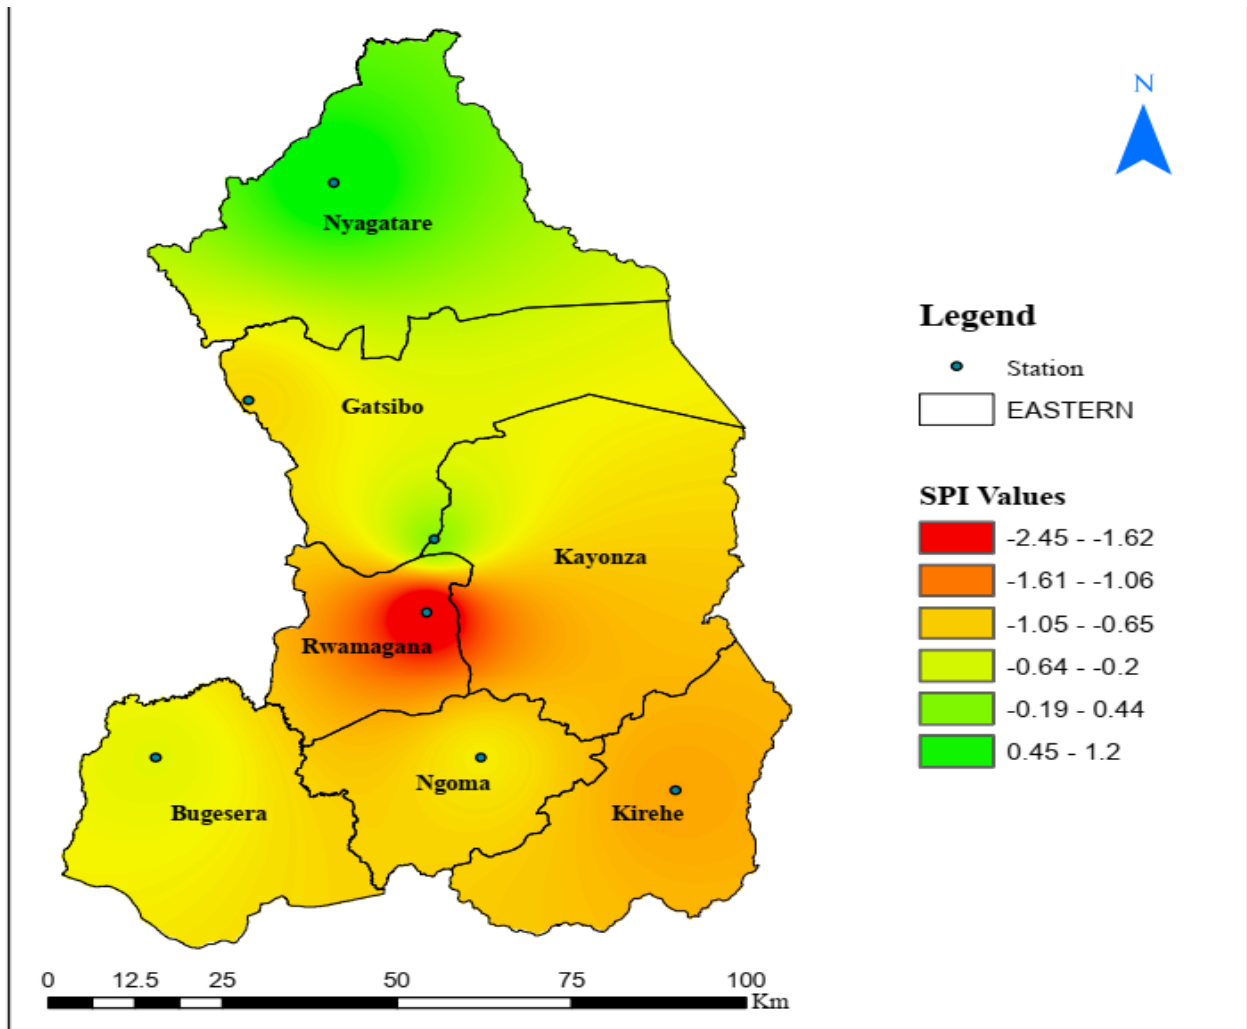 N
Nyagatare
Gatsibo
Kayonza
Rwamagana
Ngoma
Bugesera
Kirehe
Legend
Station
EASTERN
SPI Values
-2.45 - -1.62
-1.61 - -1.06
-1.05 - -0.65
-0.64 - -0.2
-0.19 - 0.44
0.45 - 1.2
0 12.5 25 50 75 100
Km